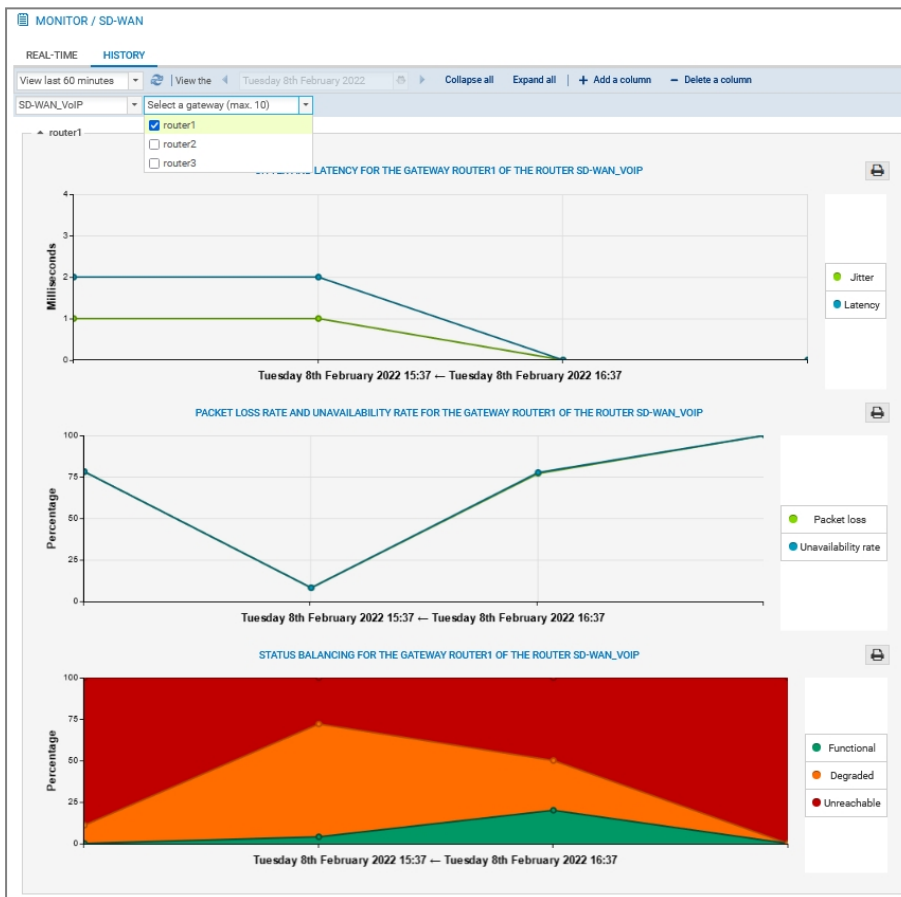 MONITOR / SD-WAN
REAL-TIME HISTORY
View last 60 minutes | View the Tuesday 8th February 2022 Collapse all Expand all | + Add a column − Delete a column
SD-WAN_VoIP Select a gateway (max. 10)
router1
router1
router2
router3
LATENCY FOR THE GATEWAY ROUTER1 OF THE ROUTER SD-WAN_VOIP
4
3
2
1
0
Milliseconds
Jitter
Latency
Tuesday 8th February 2022 15:37 ← Tuesday 8th February 2022 16:37
PACKET LOSS RATE AND UNAVAILABILITY RATE FOR THE GATEWAY ROUTER1 OF THE ROUTER SD-WAN_VOIP
100
75
50
25
0
Percentage
Packet loss
Unavailability rate
Tuesday 8th February 2022 15:37 ← Tuesday 8th February 2022 16:37
STATUS BALANCING FOR THE GATEWAY ROUTER1 OF THE ROUTER SD-WAN_VOIP
100
75
50
25
0
Percentage
Functional
Degraded
Unreachable
Tuesday 8th February 2022 15:37 ← Tuesday 8th February 2022 16:37